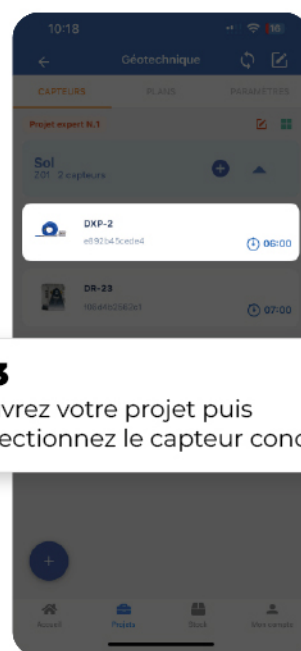 10:18
16
Géotechnique
CAPTEURS PLANS PARAMETRES
Projet expert N.1
Sol
201 2 capteurs
DXP-2
e892b45cede4
06:00
DR-23
07:00
3
vrez votre projet puis
ectionnez le capteur conc
Accueil Projets Stock Mon compte